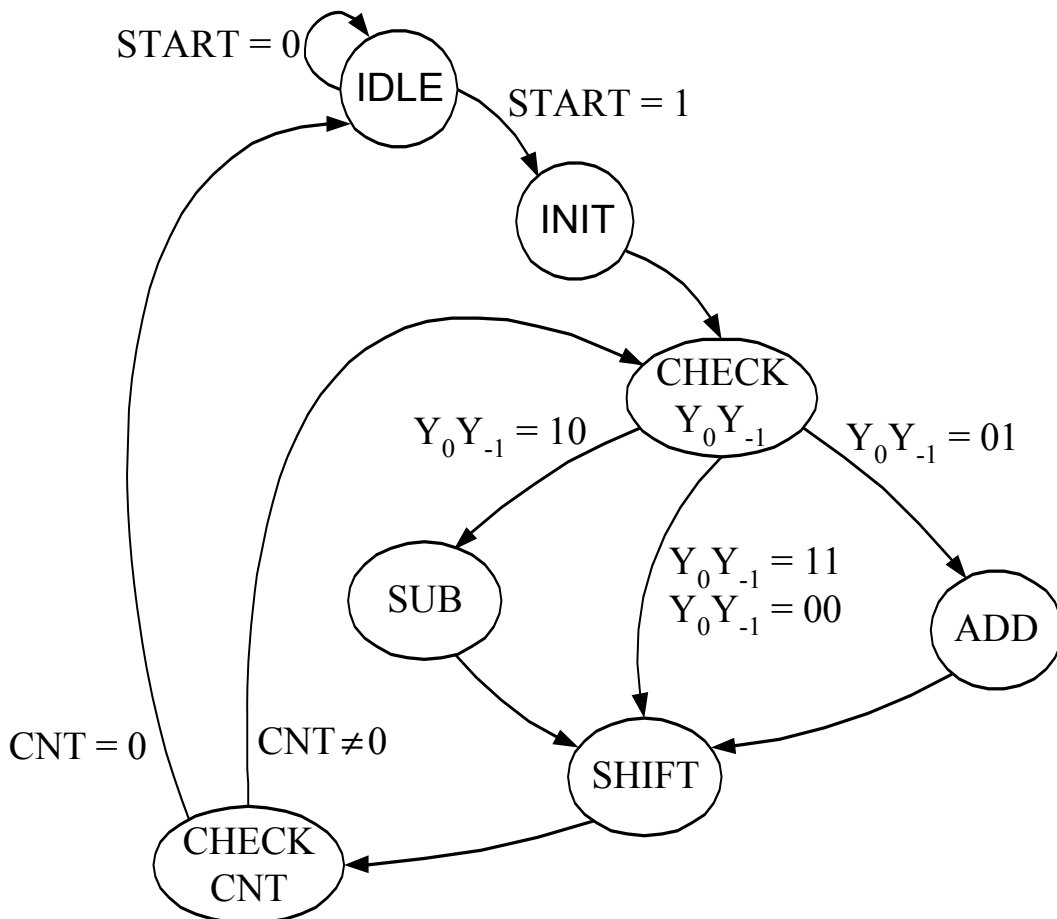 START = 0
IDLE
START = 1
INIT
CHECK
Y₀Y₋₁
Y₀Y₋₁ = 10
Y₀Y₋₁ = 01
Y₀Y₋₁ = 11
Y₀Y₋₁ = 00
SUB
ADD
CNT = 0
CNT ≠ 0
SHIFT
CHECK
CNT